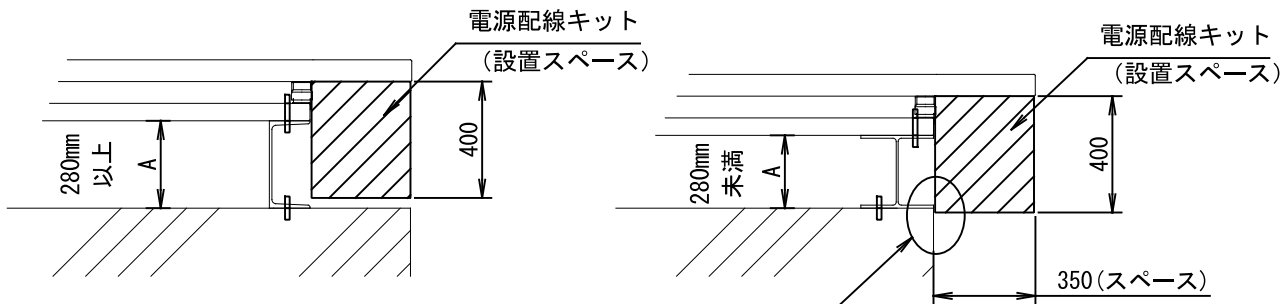 電源配線キット
(設置スペース)
400
280mm
以上
A
電源配線キット
(設置スペース)
400
280mm
未満
A
350(スペース)